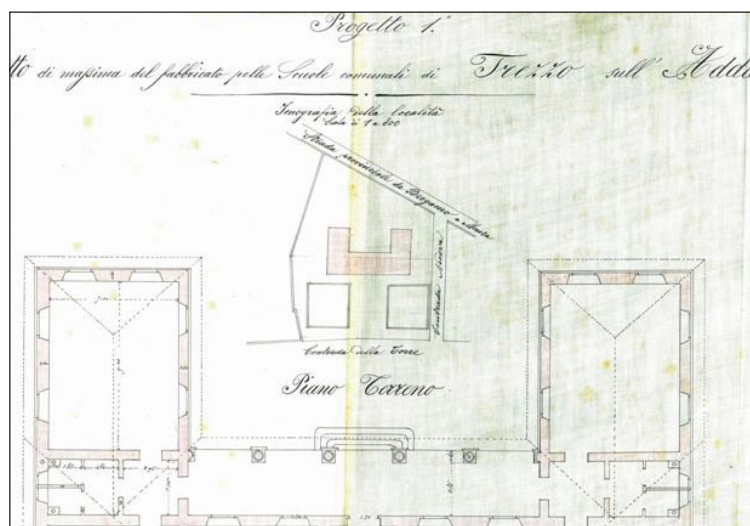 Progetto 1.°
tto di massima del fabbricato pelle Scuole comunali di Trezzo sull' Adda
Icnografia della località
Scala di 1 a 800
Strada provinciale da Bergamo a Monza
Contrada Nuova
Contrada della Torre
Piano Terreno